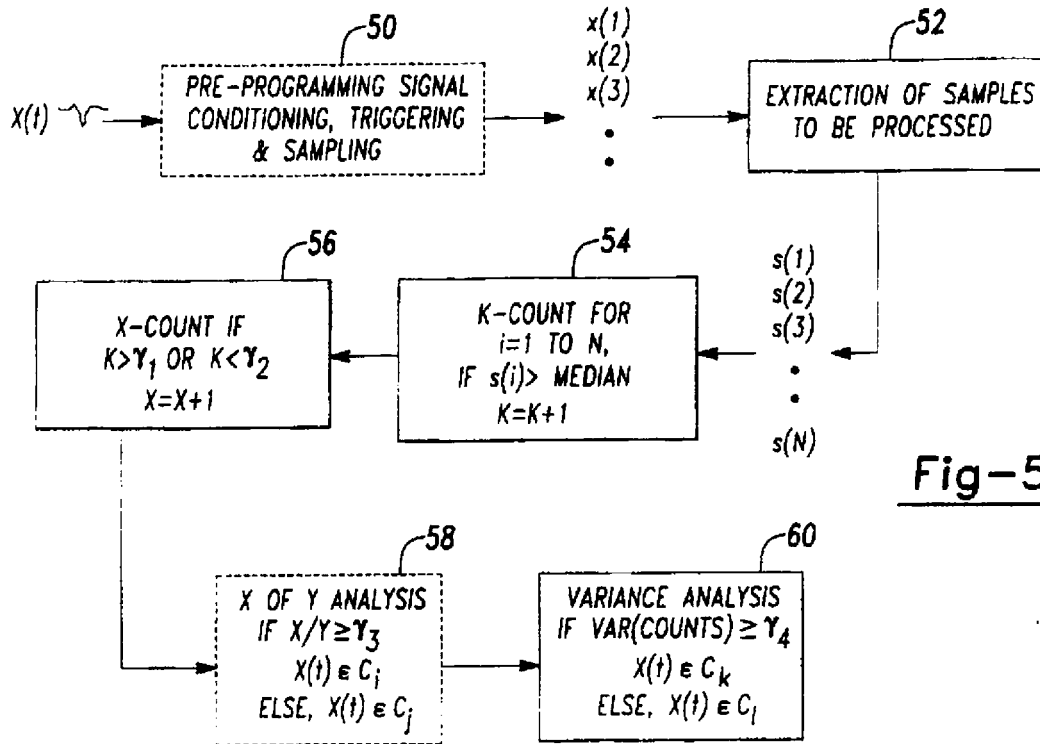 50
X(t)
PRE-PROGRAMMING SIGNAL
CONDITIONING, TRIGGERING
& SAMPLING
x(1)
x(2)
x(3)
52
EXTRACTION OF SAMPLES
TO BE PROCESSED
56
X-COUNT IF
K>γ1 OR K<γ2
X=X+1
54
K-COUNT FOR
i=1 TO N,
IF s(i)> MEDIAN
K=K+1
s(1)
s(2)
s(3)
s(N)
Fig-5
58
X OF Y ANALYSIS
IF X/Y≥γ3
X(t) ε Ci
ELSE, X(t) ε Cj
60
VARIANCE ANALYSIS
IF VAR(COUNTS)≥γ4
X(t) ε Ck
ELSE, X(t) ε Cl